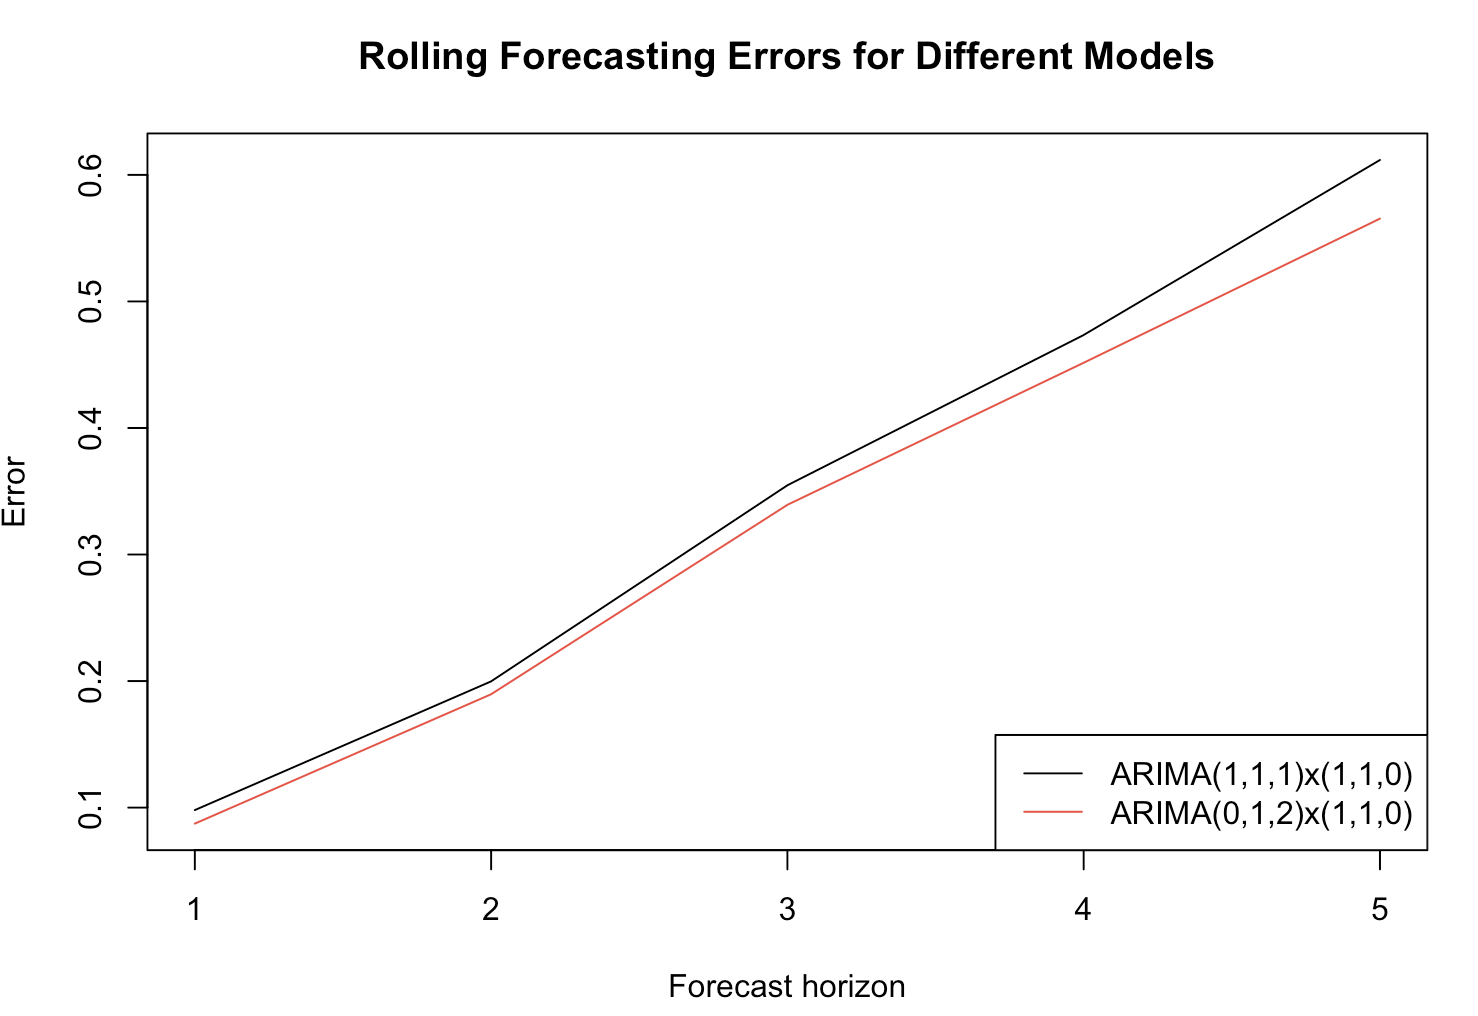 Rolling Forecasting Errors for Different Models
Error
0.6
0.5
0.4
0.3
0.2
0.1
ARIMA(1,1,1)x(1,1,0)
ARIMA(0,1,2)x(1,1,0)
1 2 3 4 5
Forecast horizon